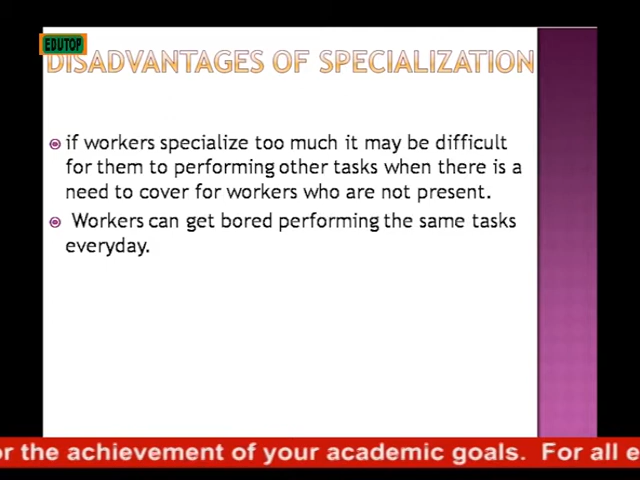 EDUTOP
DISADVANTAGES OF SPECIALIZATION
if workers specialize too much it may be difficult
for them to performing other tasks when there is a
need to cover for workers who are not present.
Workers can get bored performing the same tasks
everyday.
the achievement of your academic goals. For all